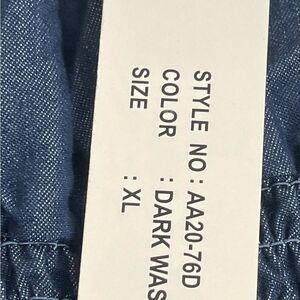 STYLE NO : AA20-76D
COLOR : DARK WAS
SIZE : XL